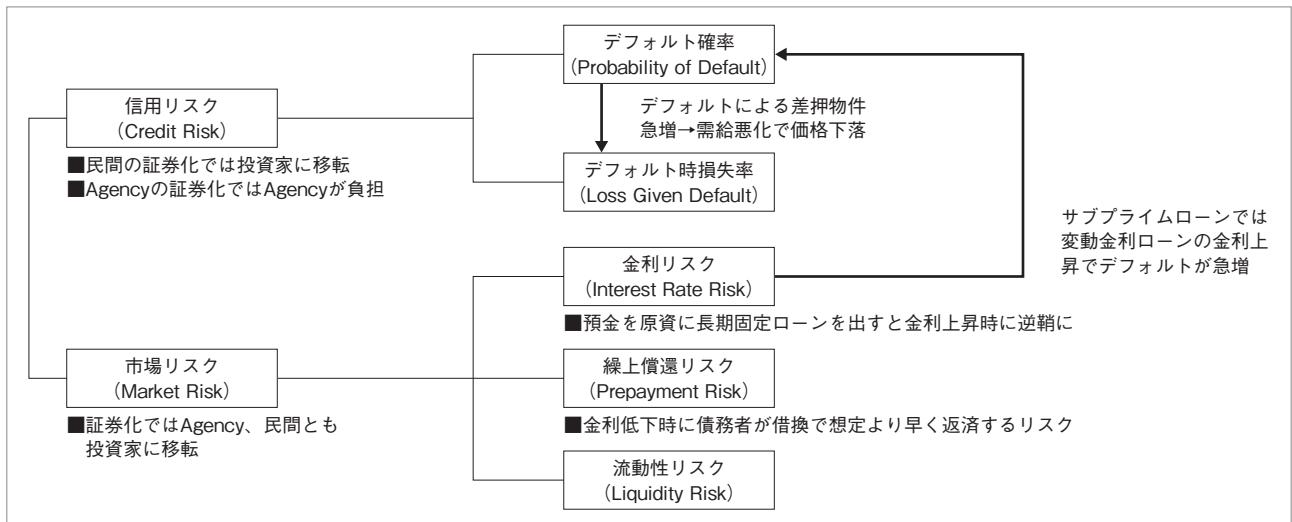 デフォルト確率
（Probability of Default）
デフォルトによる差押物件
急増→需給悪化で価格下落
信用リスク
（Credit Risk）
■民間の証券化では投資家に移転
■Agencyの証券化ではAgencyが負担
デフォルト時損失率
（Loss Given Default）
サブプライムローンでは
変動金利ローンの金利上
昇でデフォルトが急増
金利リスク
（Interest Rate Risk）
■預金を原資に長期固定ローンを出すと金利上昇時に逆鞘に
市場リスク
（Market Risk）
■証券化ではAgency、民間とも
投資家に移転
繰上償還リスク
（Prepayment Risk）
■金利低下時に債務者が借換で想定より早く返済するリスク
流動性リスク
（Liquidity Risk）